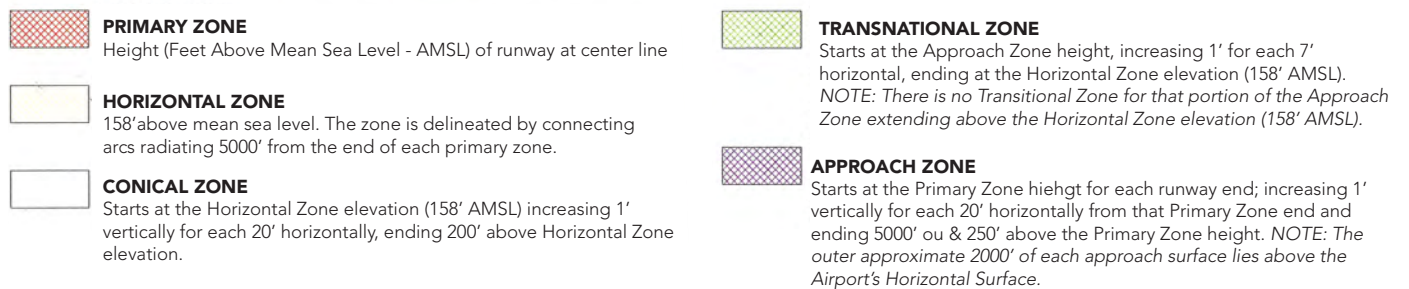 PRIMARY ZONE
Height (Feet Above Mean Sea Level - AMSL) of runway at center line
HORIZONTAL ZONE
158’above mean sea level. The zone is delineated by connecting
arcs radiating 5000’ from the end of each primary zone.
CONICAL ZONE
Starts at the Horizontal Zone elevation (158’ AMSL) increasing 1’
vertically for each 20’ horizontally, ending 200’ above Horizontal Zone
elevation.
TRANSNATIONAL ZONE
Starts at the Approach Zone height, increasing 1’ for each 7’
horizontal, ending at the Horizontal Zone elevation (158’ AMSL).
NOTE: There is no Transitional Zone for that portion of the Approach
Zone extending above the Horizontal Zone elevation (158’ AMSL).
APPROACH ZONE
Starts at the Primary Zone hiehgt for each runway end; increasing 1’
vertically for each 20’ horizontally from that Primary Zone end and
ending 5000’ ou & 250’ above the Primary Zone height. NOTE: The
outer approximate 2000’ of each approach surface lies above the
Airport’s Horizontal Surface.